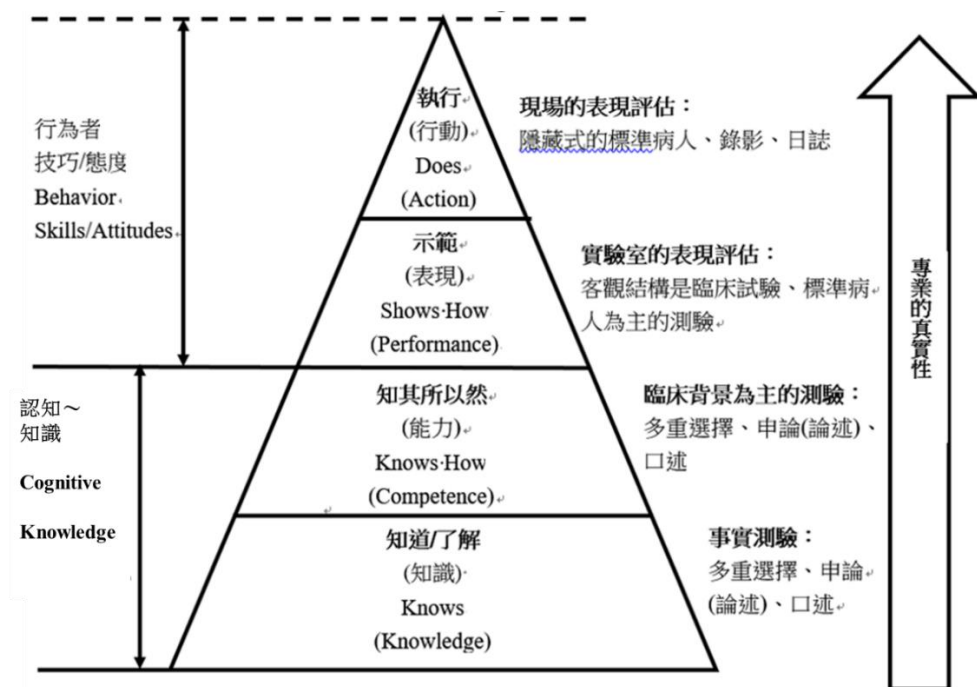 執行
(行動)
Does
(Action)
現場的表現評估：
隱藏式的標準病人、錄影、日誌
行為者
技巧/態度
Behavior
Skills/Attitudes
示範
(表現)
Shows·How
(Performance)
實驗室的表現評估：
客觀結構是臨床試驗、標準病
人為主的測驗
專業的真實性
認知～
知識
Cognitive
Knowledge
知其所以然
(能力)
Knows·How
(Competence)
臨床背景為主的測驗：
多重選擇、申論(論述)、
口述
知道/了解
(知識)·
Knows
(Knowledge)
事實測驗：
多重選擇、申論
(論述)、口述